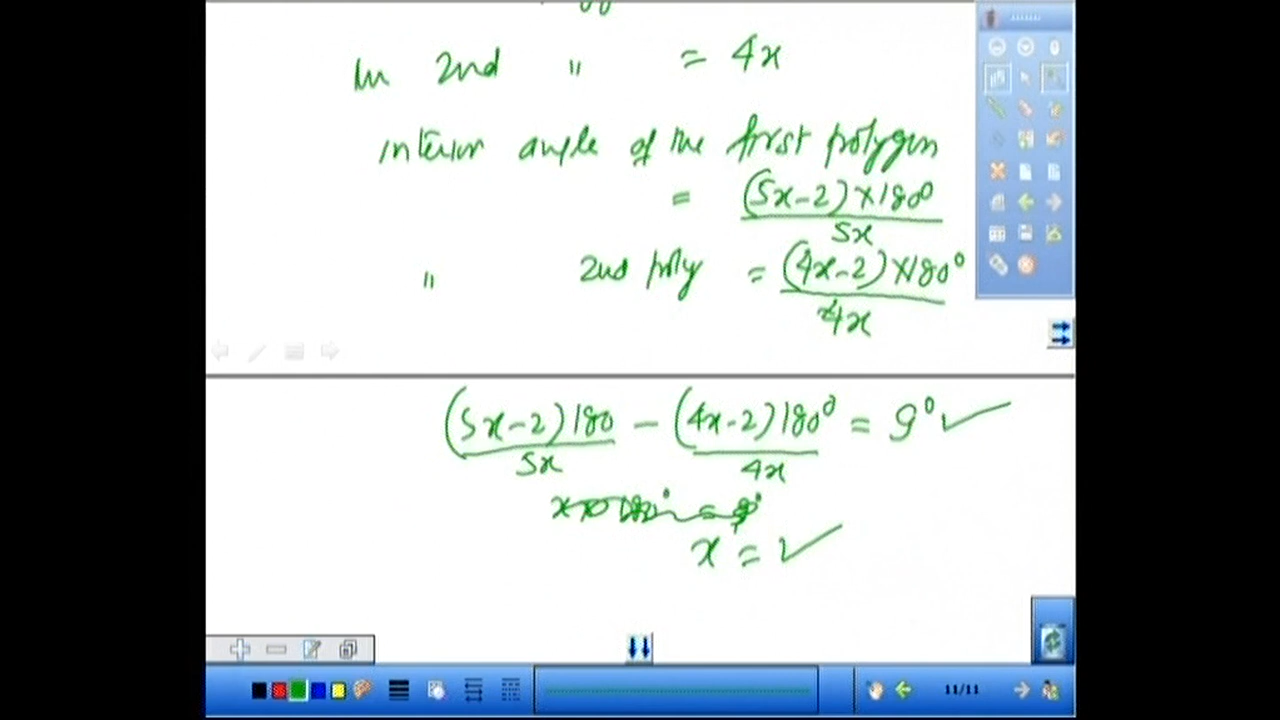 In 2nd " = 4x
interior angle of the first polygon
= (5x-2)×180°
5x
" 2nd poly = (4x-2)×180°
4x
(5x-2)180 - (4x-2)180° = 9° ✓
5x 4x
x = ✓
11/11